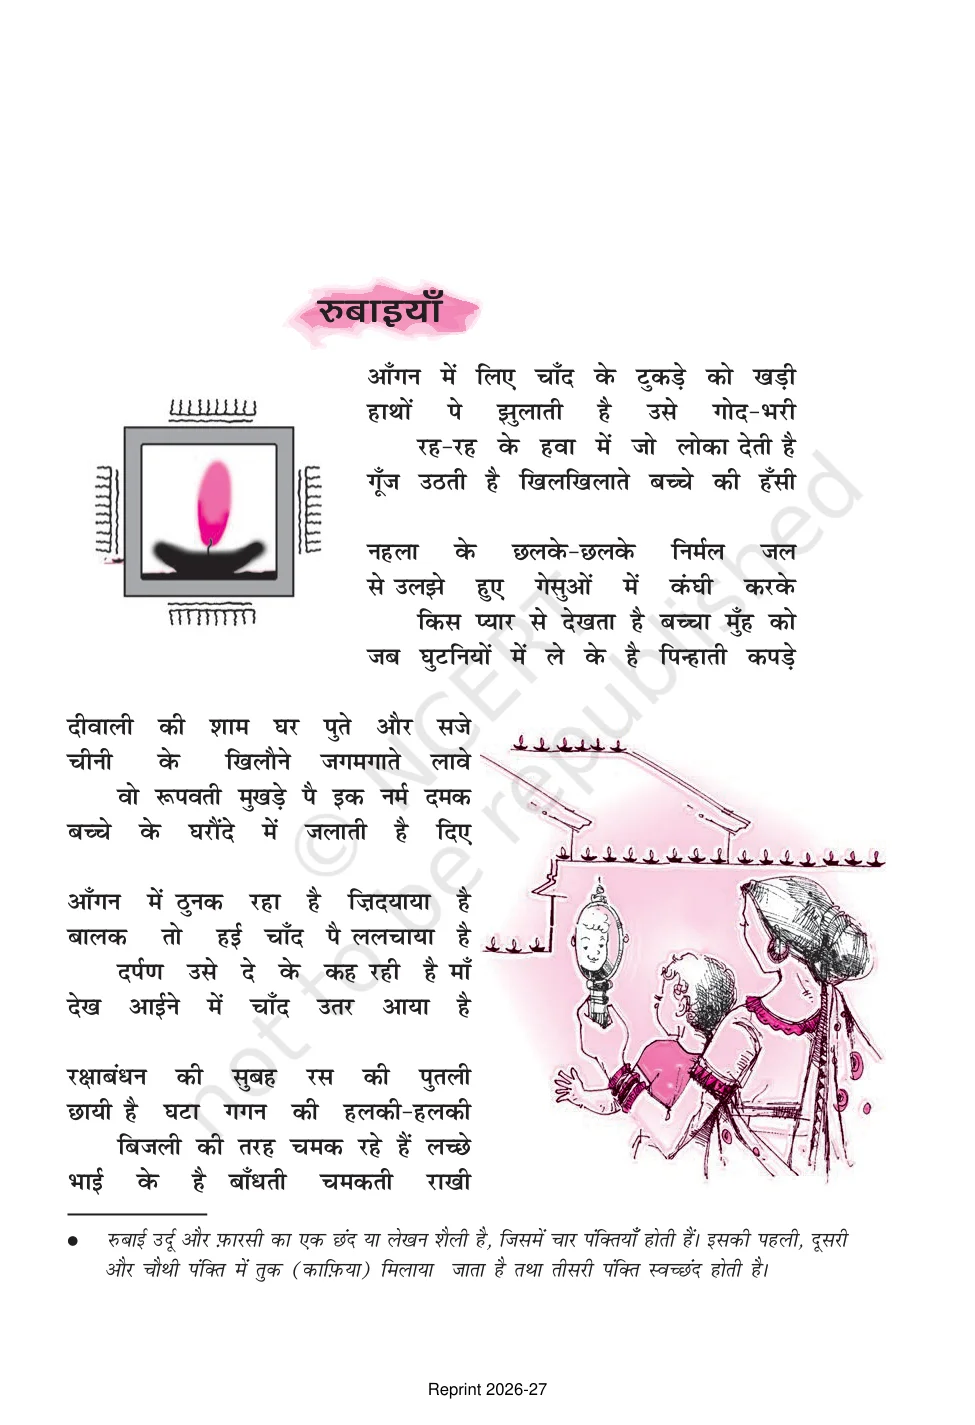 रुबाइयाँ
आँगन में लिए चाँद के टुकड़े को खड़ी
हाथों पे झुलाती है उसे गोद-भरी
रह-रह के हवा में जो लोका देती है
गूँज उठती है खिलखिलाते बच्चे की हँसी
नहला के छलके-छलके निर्मल जल
से उलझे हुए गेसुओं में कंघी करके
किस प्यार से देखता है बच्चा मुँह को
जब घुटनियों में ले के है पिन्हाती कपड़े
दीवाली की शाम घर पुते और सजे
चीनी के खिलौने जगमगाते लावे
वो रूपवती मुखड़े पै इक नर्म दमक
बच्चे के घरौंदे में जलाती है दिए
आँगन में ठुनक रहा है ज़िदयाया है
बालक तो हई चाँद पै ललचाया है
दर्पण उसे दे के कह रही है माँ
देख आईने में चाँद उतर आया है
रक्षाबंधन की सुबह रस की पुतली
छायी है घटा गगन की हलकी-हलकी
बिजली की तरह चमक रहे हैं लच्छे
भाई के है बाँधती चमकती राखी
● रुबाई उर्दू और फ़ारसी का एक छंद या लेखन शैली है, जिसमें चार पंक्तियाँ होती हैं। इसकी पहली, दूसरी
और चौथी पंक्ति में तुक (काफ़िया) मिलाया जाता है तथा तीसरी पंक्ति स्वच्छंद होती है।
© NCERT
not to be republished
Reprint 2026-27